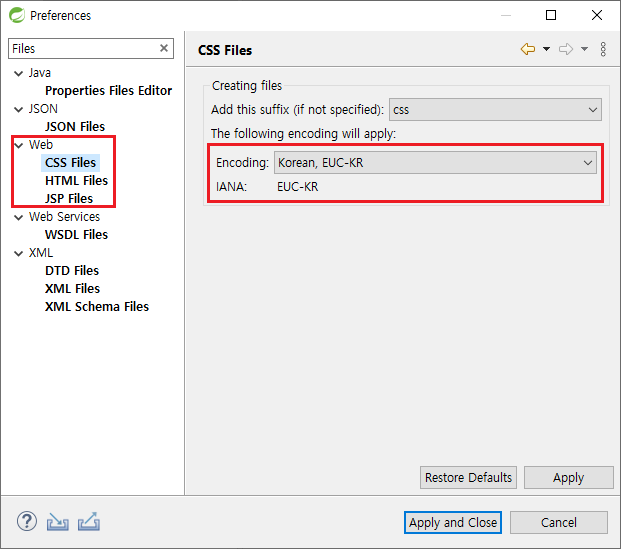 Preferences
Files
Java
Properties Files Editor
JSON
JSON Files
Web
CSS Files
HTML Files
JSP Files
Web Services
WSDL Files
XML
DTD Files
XML Files
XML Schema Files
CSS Files
Creating files
Add this suffix (if not specified): css
The following encoding will apply:
Encoding: Korean, EUC-KR
IANA: EUC-KR
Restore Defaults Apply
Apply and Close Cancel